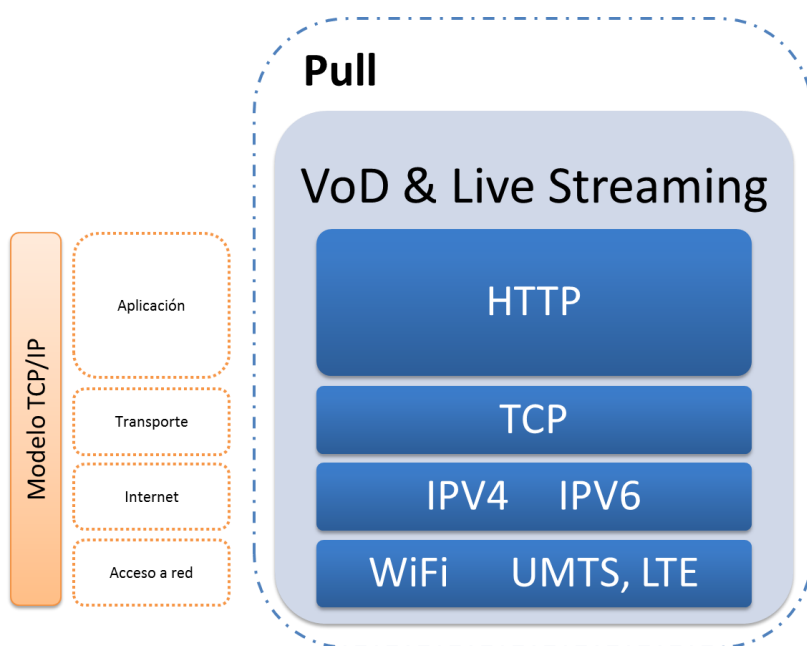 Pull
VoD & Live Streaming
Modelo TCP/IP
Aplicación
HTTP
Transporte
TCP
Internet
IPV4 IPV6
Acceso a red
WiFi UMTS, LTE